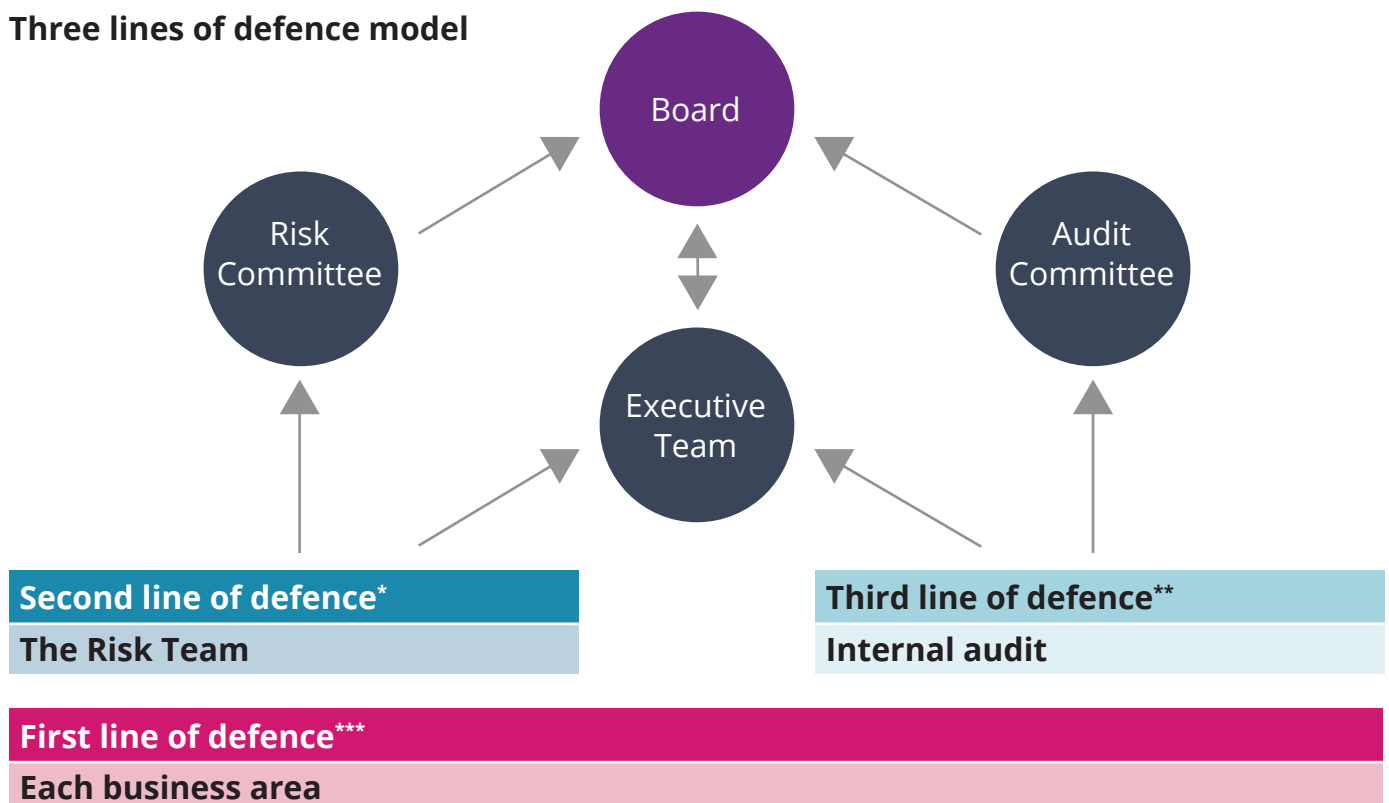 Three lines of defence model
Board
Risk
Committee
Audit
Committee
Executive
Team
Second line of defence*
The Risk Team
Third line of defence**
Internal audit
First line of defence***
Each business area